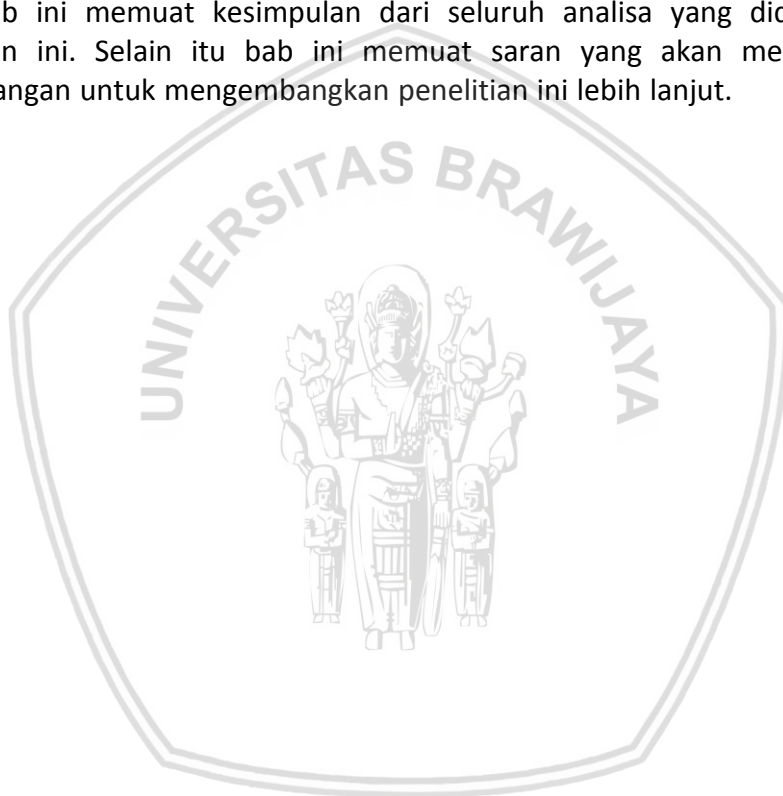 b ini memuat kesimpulan dari seluruh analisa yang dic
n ini. Selain itu bab ini memuat saran yang akan me
angan untuk mengembangkan penelitian ini lebih lanjut.
UNIVERSITAS BRAWIJAYA